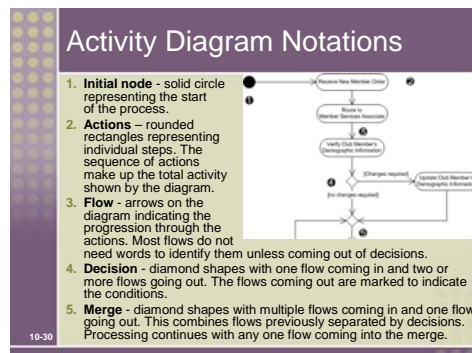 Activity Diagram Notations
1. Initial node - solid circle
representing the start
of the process.
2. Actions – rounded
rectangles representing
individual steps. The
sequence of actions
make up the total activity
shown by the diagram.
3. Flow - arrows on the
diagram indicating the
progression through the
actions. Most flows do not
need words to identify them unless coming out of decisions.
4. Decision - diamond shapes with one flow coming in and two or
more flows going out. The flows coming out are marked to indicate
the conditions.
5. Merge - diamond shapes with multiple flows coming in and one flow
going out. This combines flows previously separated by decisions.
Processing continues with any one flow coming into the merge.
Receive New Member Order
2
1
Route to
Member Services Associate
3
Verify Club Member's
Demographic Information
4
[Changes required]
Update Club Member's
Demographic Informatio
[no changes required]
5
10-30